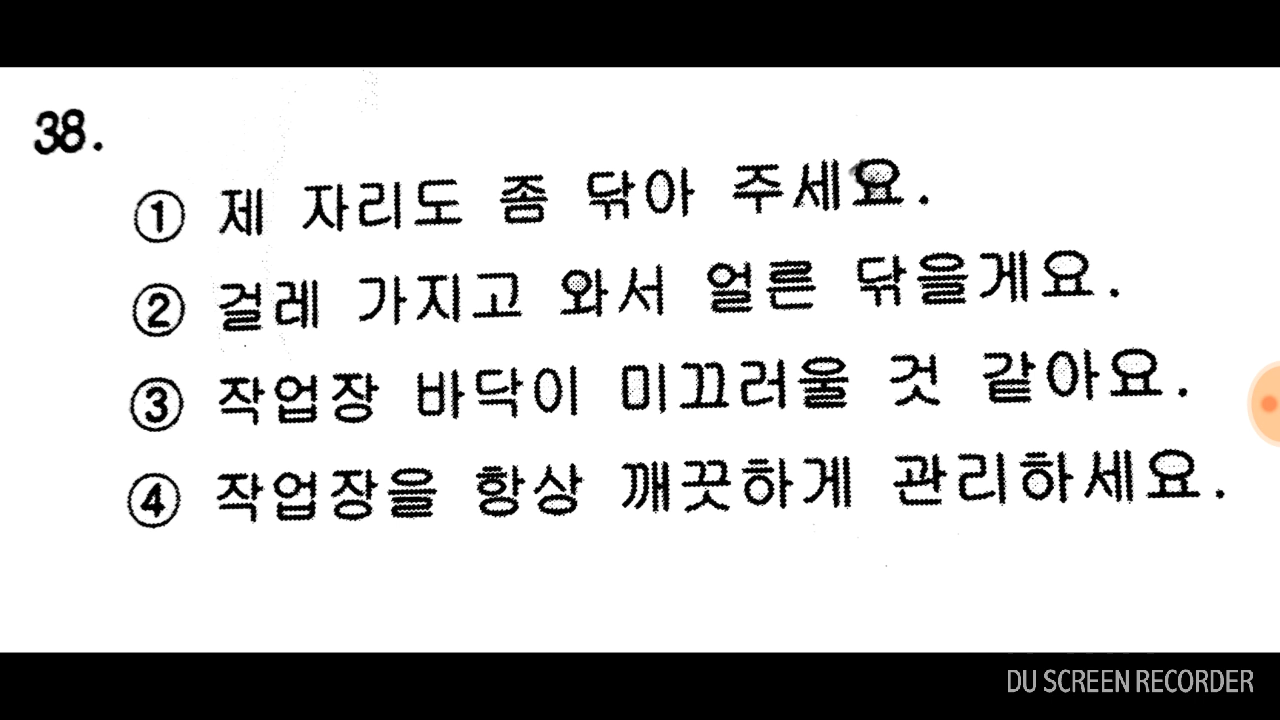 38.
① 제 자리도 좀 닦아 주세요.
② 걸레 가지고 와서 얼른 닦을게요.
③ 작업장 바닥이 미끄러울 것 같아요.
④ 작업장을 항상 깨끗하게 관리하세요.
DU SCREEN RECORDER